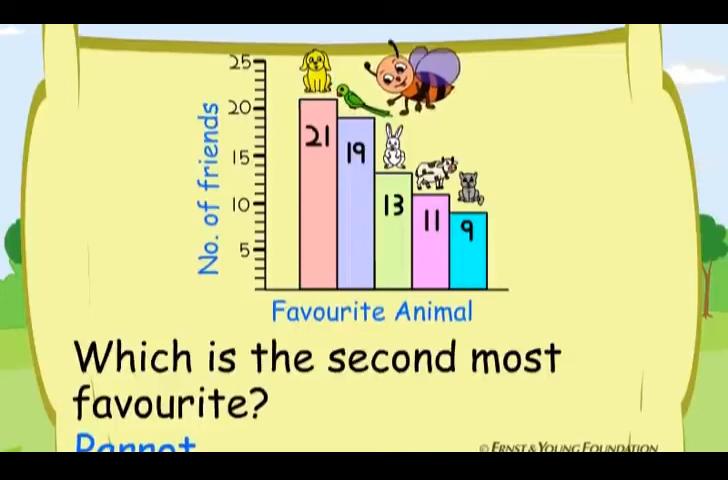 25
20
15
10
5
No. of friends
21
19
13
11
9
Favourite Animal
Which is the second most
favourite?
Parrot
© ERNST & YOUNG FOUNDATION